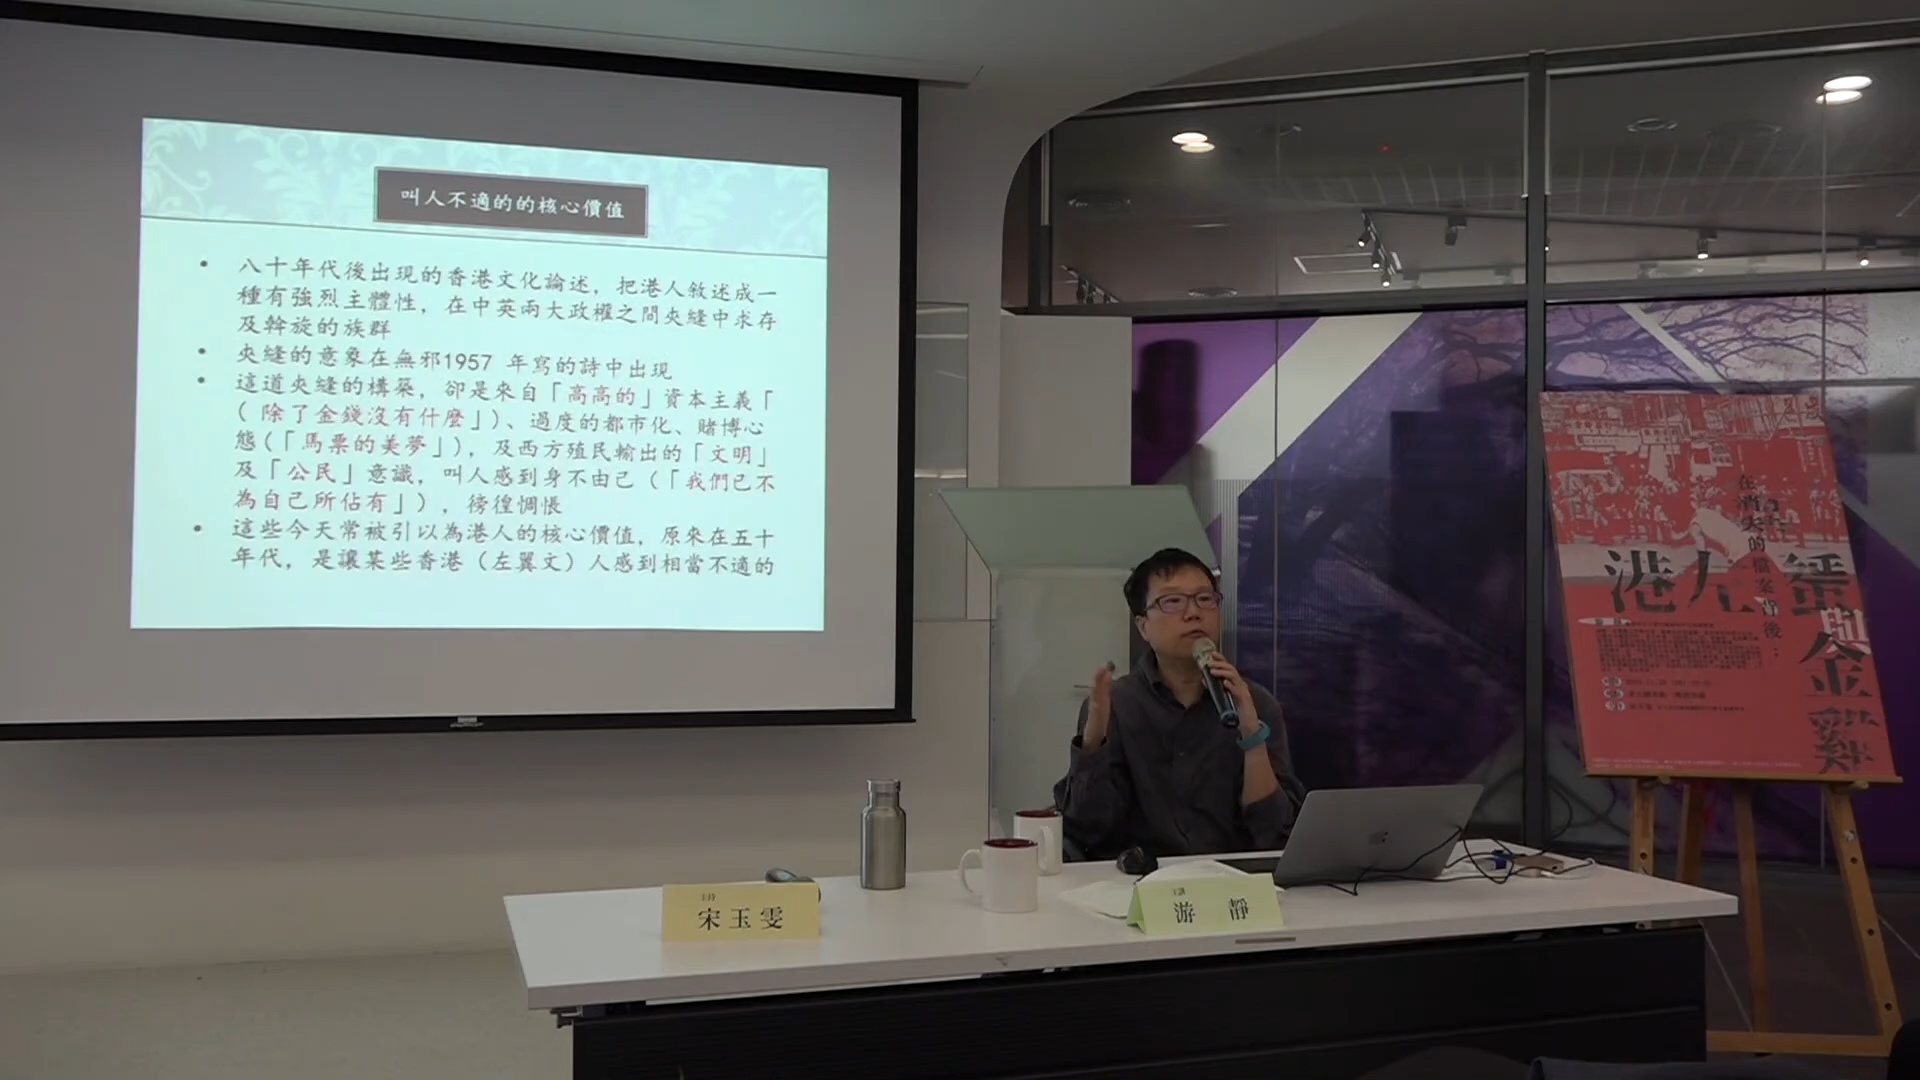 叫人不適的的核心價值
• 八十年代後出現的香港文化論述，把港人敘述成一
種有強烈主體性，在中英兩大政權之間夾縫中求存
及斡旋的族群
• 夾縫的意象在無邪1957 年寫的詩中出現
• 這道夾縫的構築，卻是來自「高高的」資本主義「
( 除了金錢沒有什麼」）、過度的都市化、賭博心
態(「馬票的美夢」），及西方殖民輸出的「文明」
及「公民」意識，叫人感到身不由己（「我們已不
為自己所佔有」），徬徨惆悵
• 這些今天常被引以為港人的核心價值，原來在五十
年代，是讓某些香港（左翼文）人感到相當不適的
主持
宋玉雯
主講
游 靜
在消失的檔案背後
港左
蛋
與
金雞